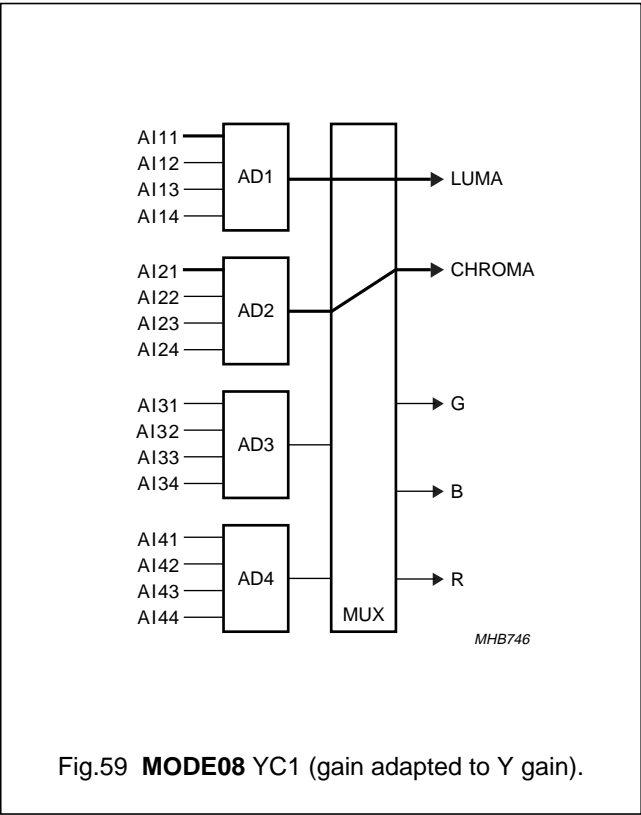 AI11
AI12
AI13
AI14
AD1
LUMA
AI21
AI22
AI23
AI24
AD2
CHROMA
AI31
AI32
AI33
AI34
AD3
G
B
AI41
AI42
AI43
AI44
AD4
R
MUX
MHB746
Fig.59 MODE08 YC1 (gain adapted to Y gain).